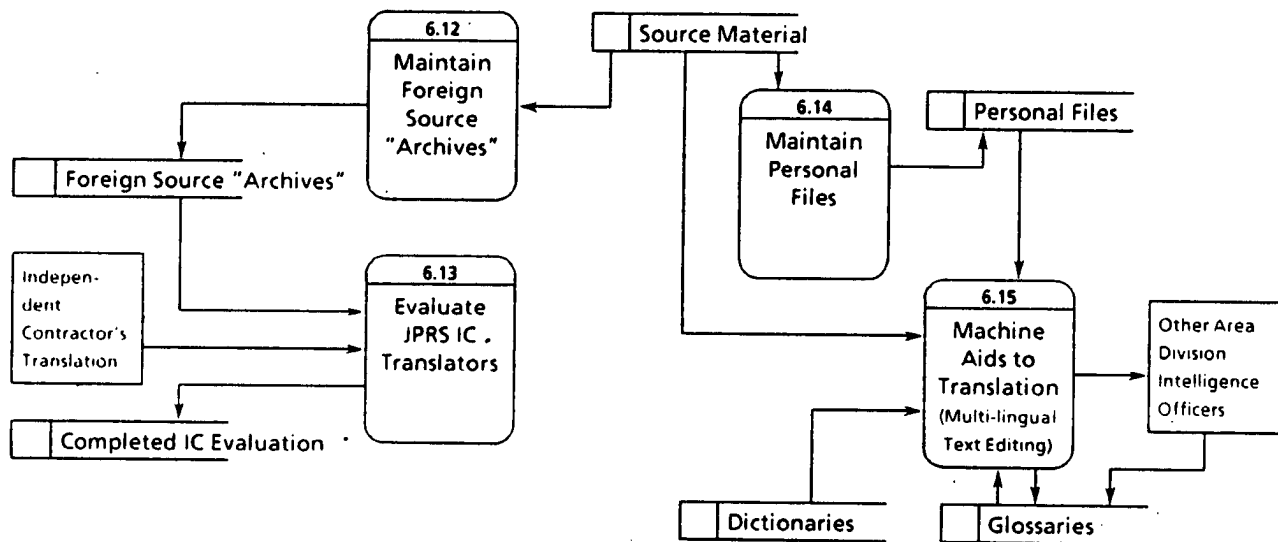 6.12
Maintain
Foreign
Source
"Archives"
Source Material
6.14
Maintain
Personal
Files
Personal Files
Foreign Source "Archives"
Indepen-
dent
Contractor's
Translation
6.13
Evaluate
JPRS IC
Translators
Completed IC Evaluation
6.15
Machine
Aids to
Translation
(Multi-lingual
Text Editing)
Other Area
Division
Intelligence
Officers
Dictionaries
Glossaries